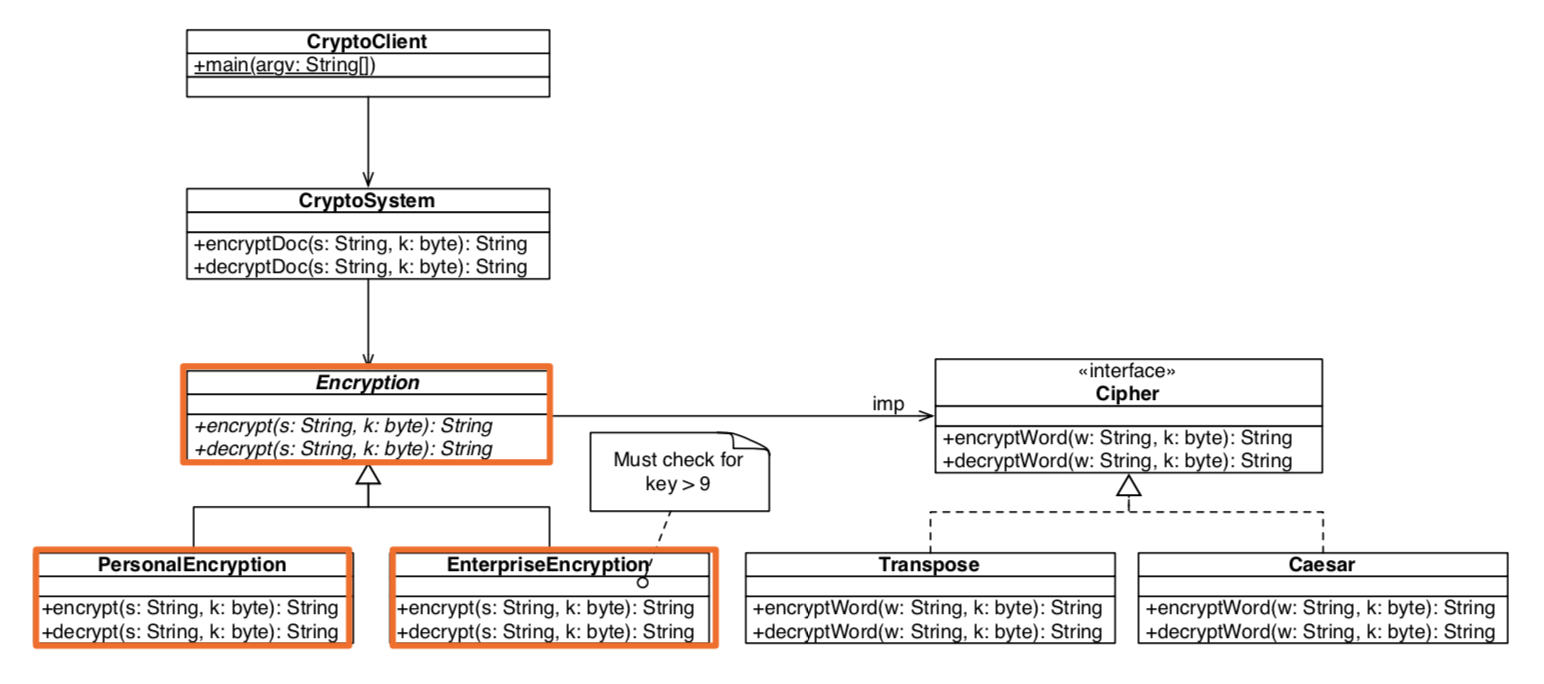 CryptoClient
+main(argv: String[])
CryptoSystem
+encryptDoc(s: String, k: byte): String
+decryptDoc(s: String, k: byte): String
Encryption
+encrypt(s: String, k: byte): String
+decrypt(s: String, k: byte): String
imp
«interface»
Cipher
+encryptWord(w: String, k: byte): String
+decryptWord(w: String, k: byte): String
Must check for
key > 9
PersonalEncryption
+encrypt(s: String, k: byte): String
+decrypt(s: String, k: byte): String
EnterpriseEncryption
+encrypt(s: String, k: byte): String
+decrypt(s: String, k: byte): String
Transpose
+encryptWord(w: String, k: byte): String
+decryptWord(w: String, k: byte): String
Caesar
+encryptWord(w: String, k: byte): String
+decryptWord(w: String, k: byte): String